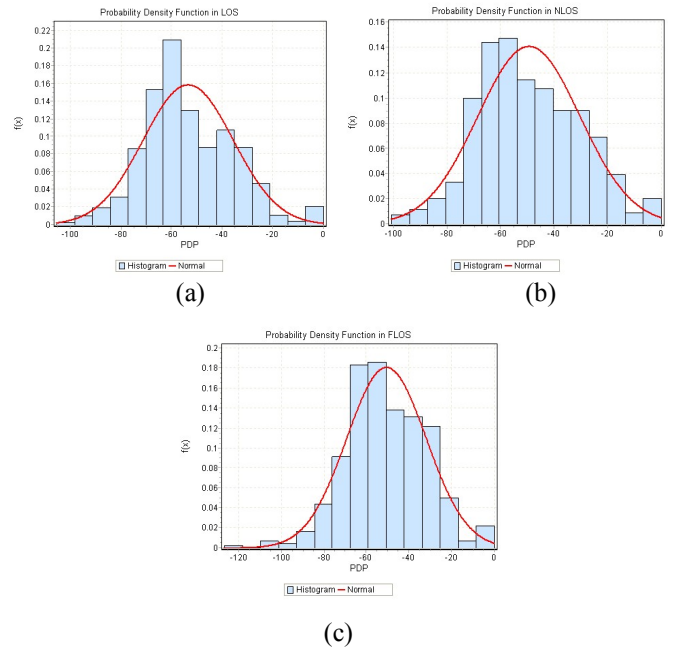 Probability Density Function in LOS
0.22
0.2
0.18
0.16
0.14
0.12
0.1
0.08
0.06
0.04
0.02
0
f(x)
-100 -80 -60 -40 -20 0
PDP
Histogram Normal
(a)
Probability Density Function in NLOS
0.16
0.14
0.12
0.1
0.08
0.06
0.04
0.02
0
f(x)
-100 -80 -60 -40 -20 0
PDP
Histogram Normal
(b)
Probability Density Function in FLOS
0.2
0.18
0.16
0.14
0.12
0.1
0.08
0.06
0.04
0.02
0
f(x)
-120 -100 -80 -60 -40 -20 0
PDP
Histogram Normal
(c)